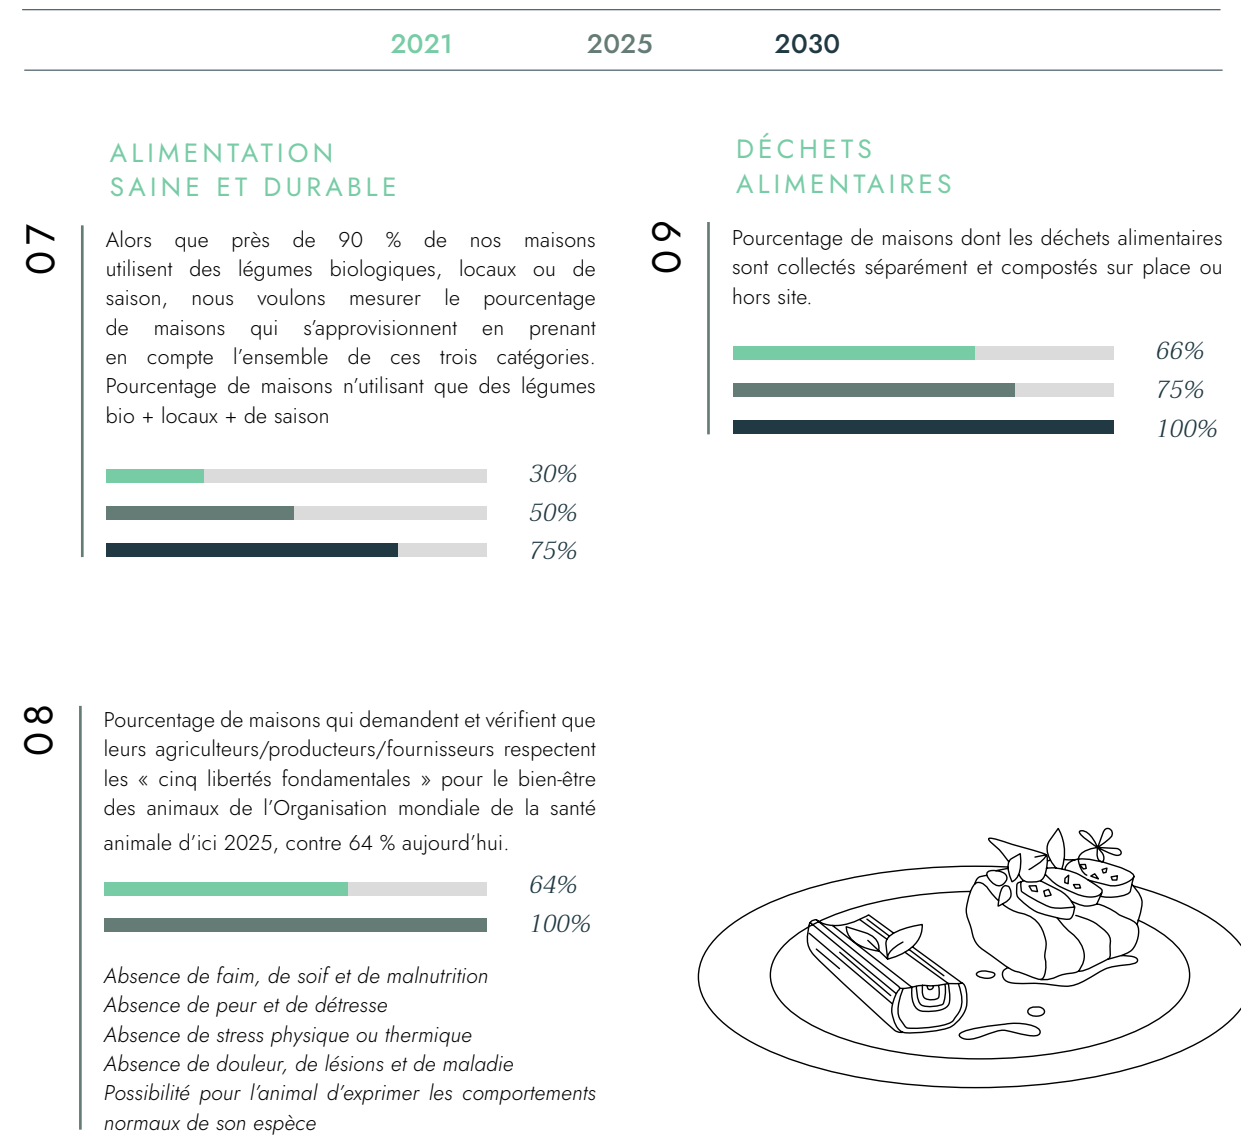 2021 2025 2030
ALIMENTATION
SAINE ET DURABLE
07
Alors que près de 90 % de nos maisons
utilisent des légumes biologiques, locaux ou de
saison, nous voulons mesurer le pourcentage
de maisons qui s’approvisionnent en prenant
en compte l’ensemble de ces trois catégories.
Pourcentage de maisons n’utilisant que des légumes
bio + locaux + de saison
30%
50%
75%
08
Pourcentage de maisons qui demandent et vérifient que
leurs agriculteurs/producteurs/fournisseurs respectent
les « cinq libertés fondamentales » pour le bien-être
des animaux de l’Organisation mondiale de la santé
animale d’ici 2025, contre 64 % aujourd’hui.
64%
100%
Absence de faim, de soif et de malnutrition
Absence de peur et de détresse
Absence de stress physique ou thermique
Absence de douleur, de lésions et de maladie
Possibilité pour l’animal d’exprimer les comportements
normaux de son espèce
DÉCHETS
ALIMENTAIRES
09
Pourcentage de maisons dont les déchets alimentaires
sont collectés séparément et compostés sur place ou
hors site.
66%
75%
100%